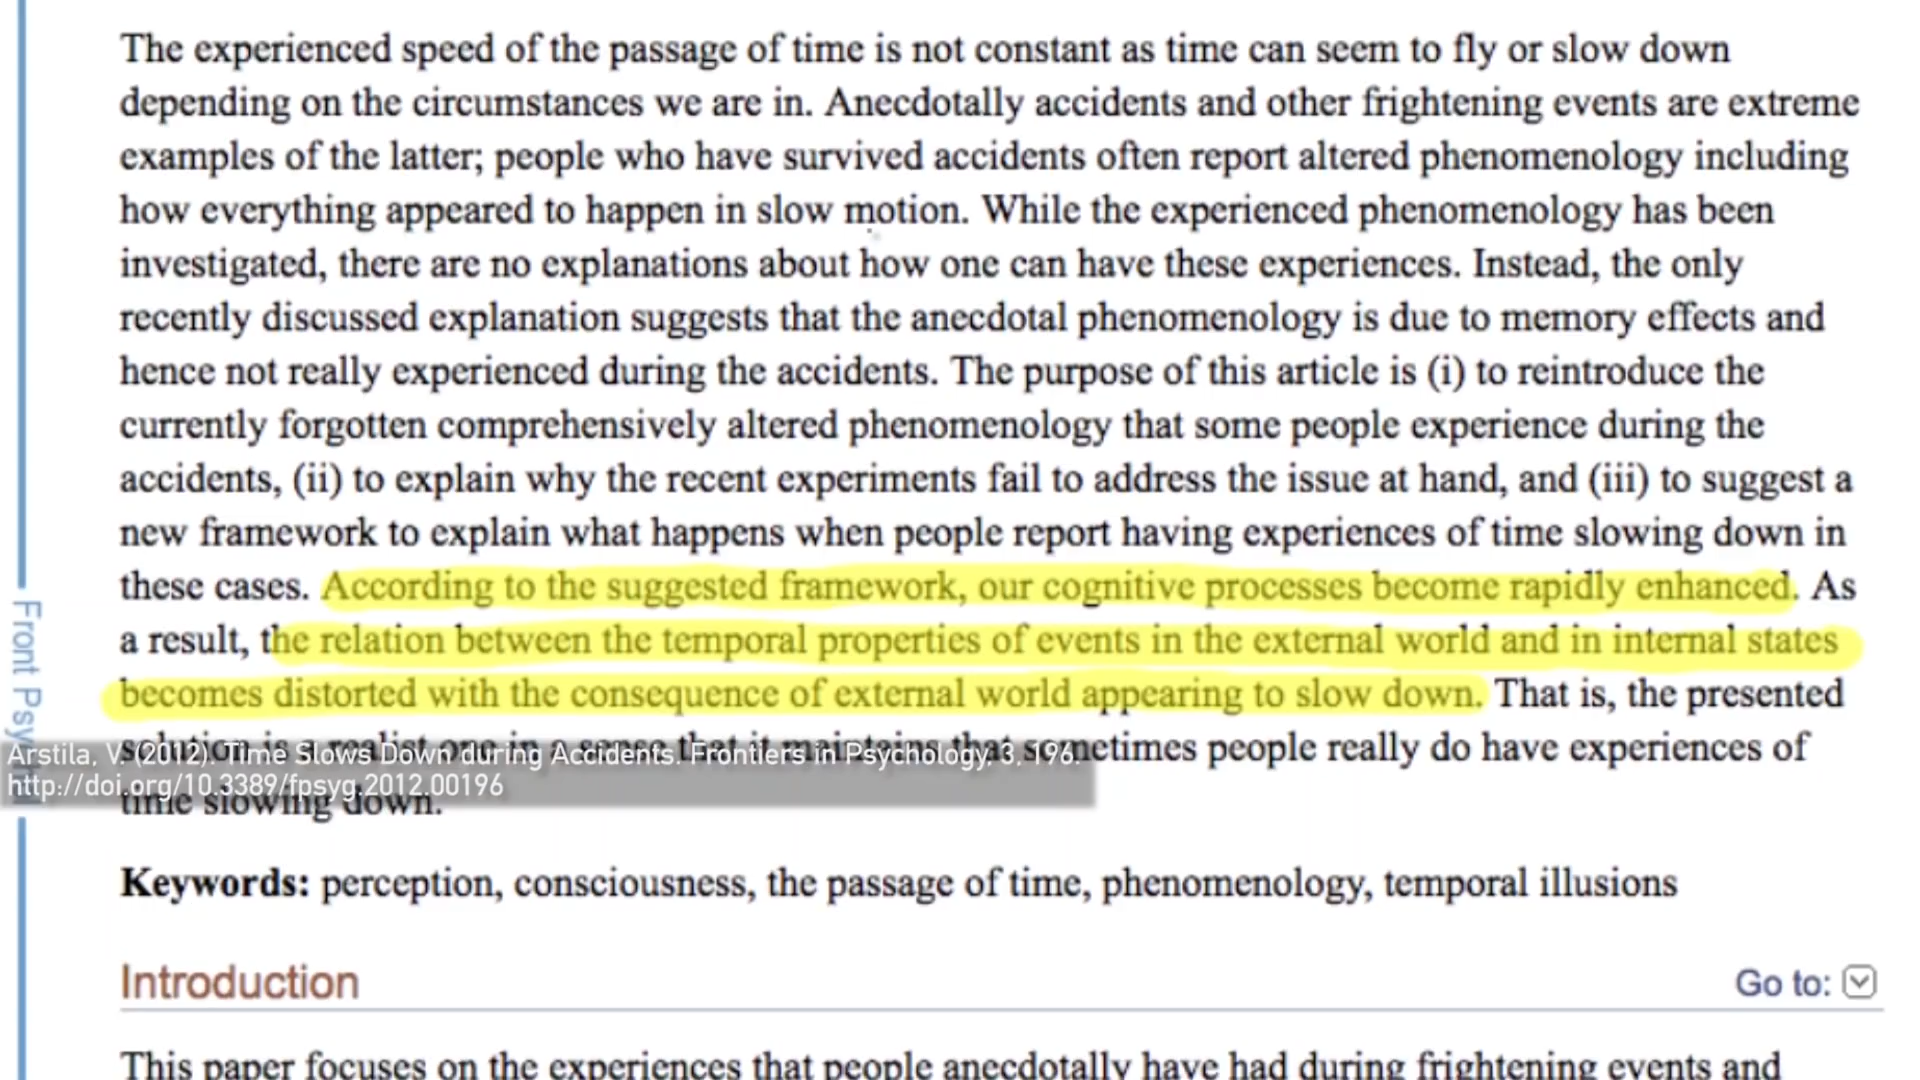 The experienced speed of the passage of time is not constant as time can seem to fly or slow down
depending on the circumstances we are in. Anecdotally accidents and other frightening events are extreme
examples of the latter; people who have survived accidents often report altered phenomenology including
how everything appeared to happen in slow motion. While the experienced phenomenology has been
investigated, there are no explanations about how one can have these experiences. Instead, the only
recently discussed explanation suggests that the anecdotal phenomenology is due to memory effects and
hence not really experienced during the accidents. The purpose of this article is (i) to reintroduce the
currently forgotten comprehensively altered phenomenology that some people experience during the
accidents, (ii) to explain why the recent experiments fail to address the issue at hand, and (iii) to suggest a
new framework to explain what happens when people report having experiences of time slowing down in
these cases. According to the suggested framework, our cognitive processes become rapidly enhanced. As
a result, the relation between the temporal properties of events in the external world and in internal states
becomes distorted with the consequence of external world appearing to slow down. That is, the presented
solution is a realist one in a sense that it maintains that sometimes people really do have experiences of
time slowing down.
Arstila, V. (2012). Time Slows Down during Accidents. Frontiers in Psychology, 3, 196.
http://doi.org/10.3389/fpsyg.2012.00196
Front Psy
Keywords: perception, consciousness, the passage of time, phenomenology, temporal illusions
Introduction
Go to:
This paper focuses on the experiences that people anecdotally have had during frightening events and